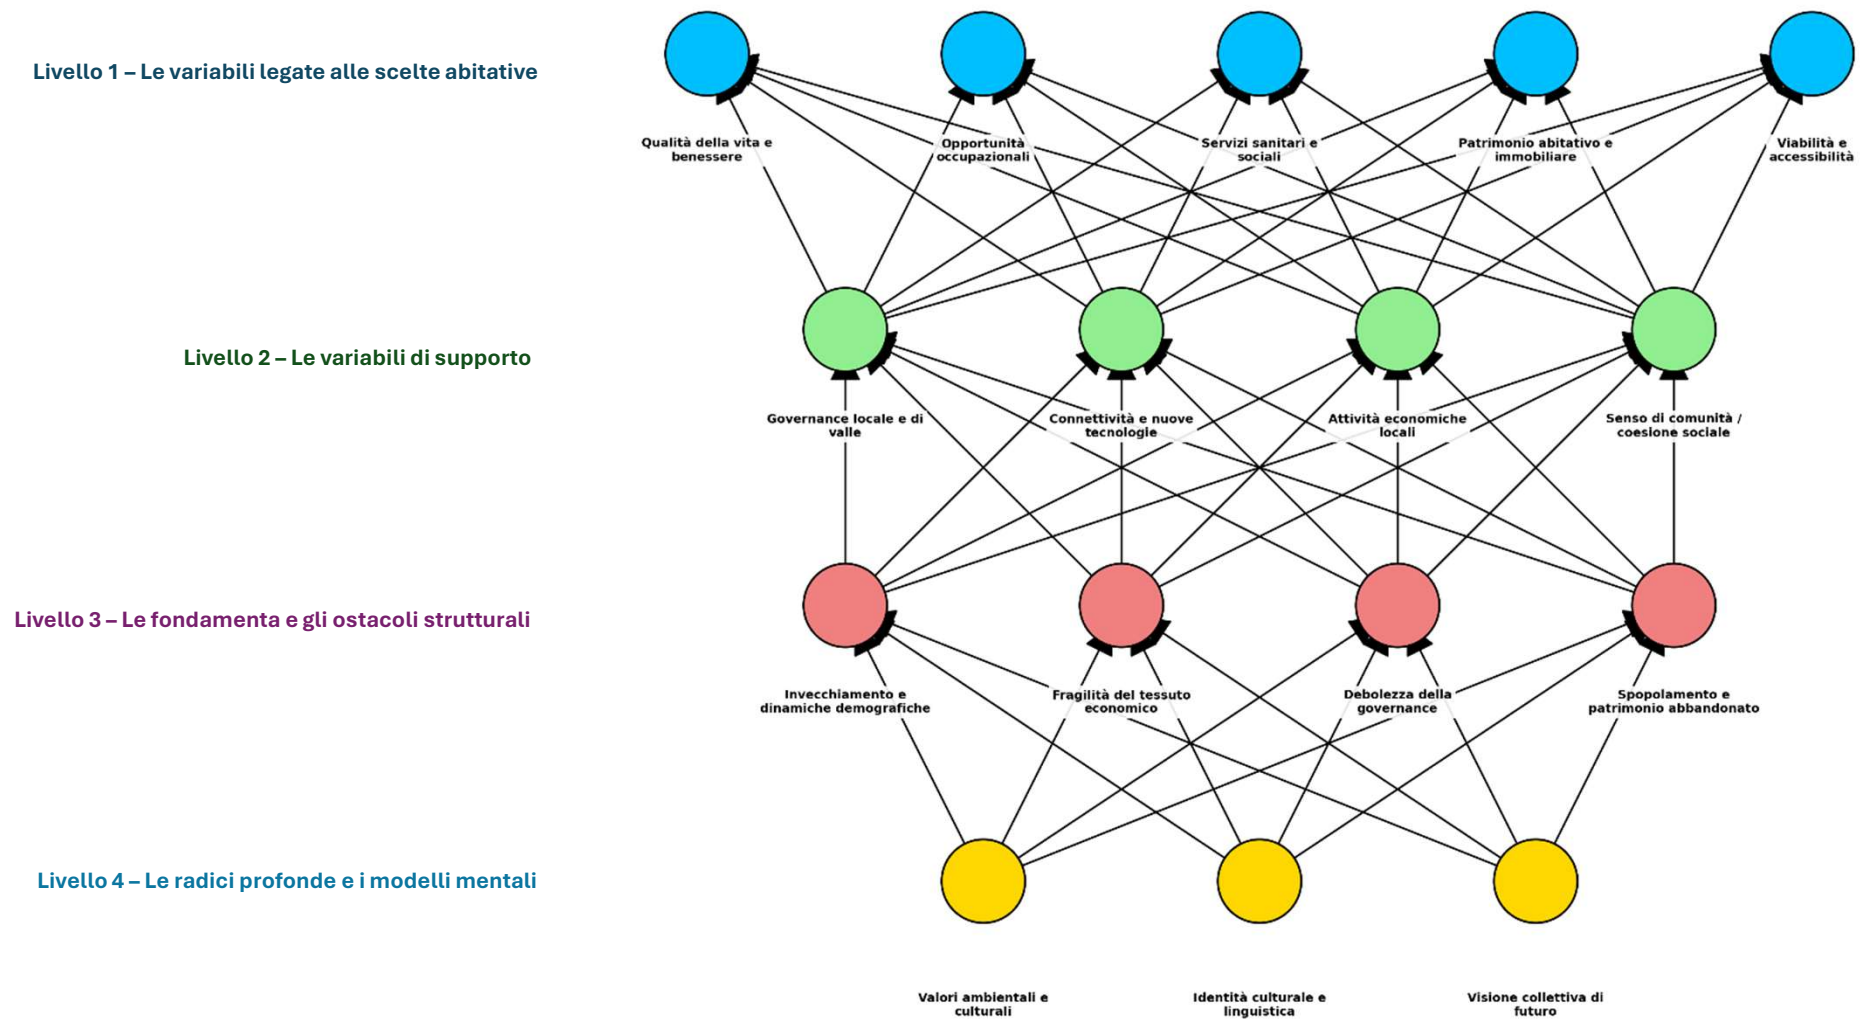 Livello 1 – Le variabili legate alle scelte abitative
Qualità della vita e
benessere
Opportunità
occupazionali
Servizi sanitari e
sociali
Patrimonio abitativo e
immobiliare
Viabilità e
accessibilità
Livello 2 – Le variabili di supporto
Governance locale e di
valle
Connettività e nuove
tecnologie
Attività economiche
locali
Senso di comunità /
coesione sociale
Livello 3 – Le fondamenta e gli ostacoli strutturali
Invecchiamento e
dinamiche demografiche
Fragilità del tessuto
economico
Debolezza della
governance
Spopolamento e
patrimonio abbandonato
Livello 4 – Le radici profonde e i modelli mentali
Valori ambientali e
culturali
Identità culturale e
linguistica
Visione collettiva di
futuro